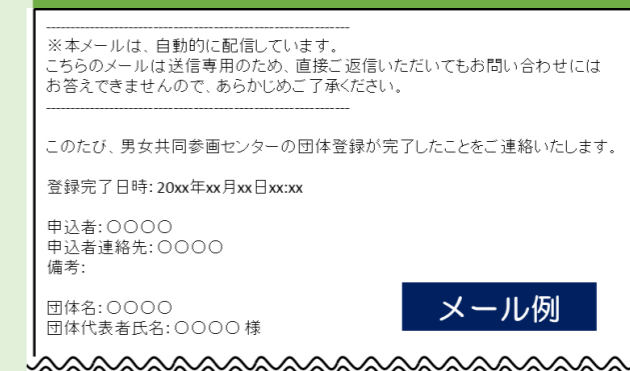 --------------------------------------------------------------
※本メールは、自動的に配信しています。
こちらのメールは送信専用のため、直接ご返信いただいてもお問い合わせには
お答えできませんので、あらかじめご了承ください。
--------------------------------------------------------------
このたび、男女共同参画センターの団体登録が完了したことをご連絡いたします。
登録完了日時: 20xx年xx月xx日xx:xx
申込者: 〇〇〇〇
申込者連絡先: 〇〇〇〇
備考:
団体名: 〇〇〇〇
団体代表者氏名: 〇〇〇〇 様
メール例